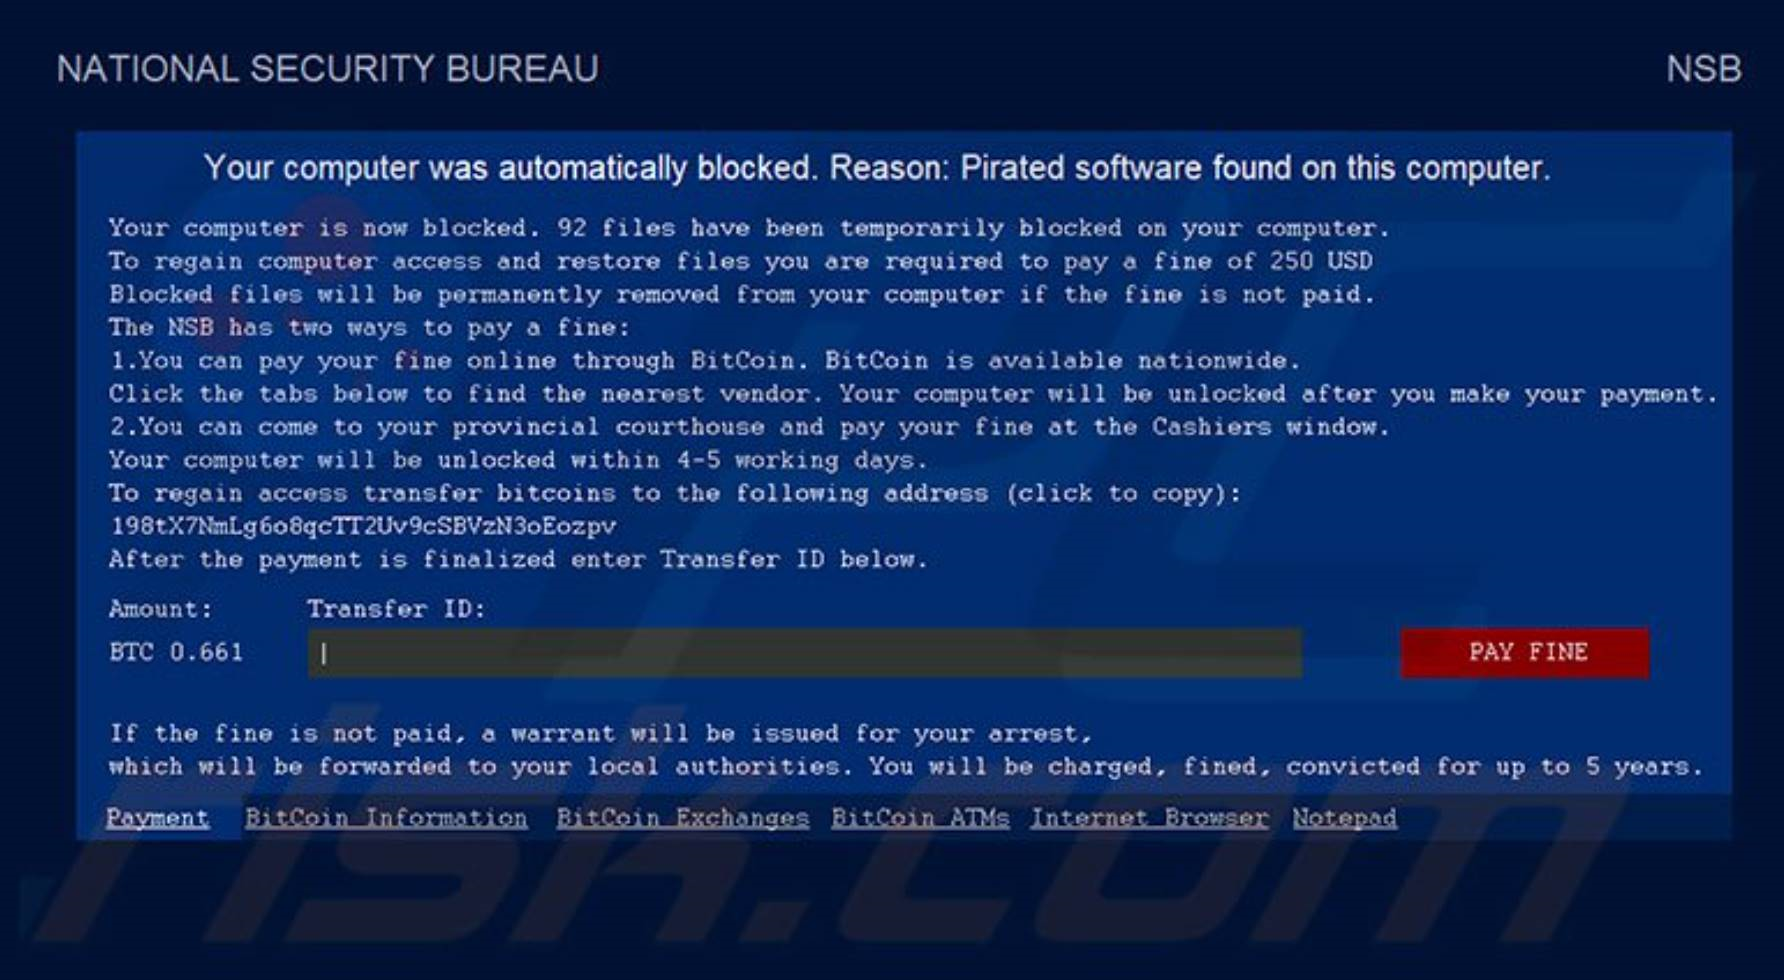 NATIONAL SECURITY BUREAU
NSB
Your computer was automatically blocked. Reason: Pirated software found on this computer.
Your computer is now blocked. 92 files have been temporarily blocked on your computer.
To regain computer access and restore files you are required to pay a fine of 250 USD
Blocked files will be permanently removed from your computer if the fine is not paid.
The NSB has two ways to pay a fine:
1.You can pay your fine online through BitCoin. BitCoin is available nationwide.
Click the tabs below to find the nearest vendor. Your computer will be unlocked after you make your payment.
2.You can come to your provincial courthouse and pay your fine at the Cashiers window.
Your computer will be unlocked within 4-5 working days.
To regain access transfer bitcoins to the following address (click to copy):
198tX7NmLg6o8qcTT2Uv9cSBVzN3oEozpv
After the payment is finalized enter Transfer ID below.
Amount: Transfer ID:
BTC 0.661 PAY FINE
If the fine is not paid, a warrant will be issued for your arrest,
which will be forwarded to your local authorities. You will be charged, fined, convicted for up to 5 years.
Payment BitCoin Information BitCoin Exchanges BitCoin ATMs Internet Browser Notepad
PC
risk.com